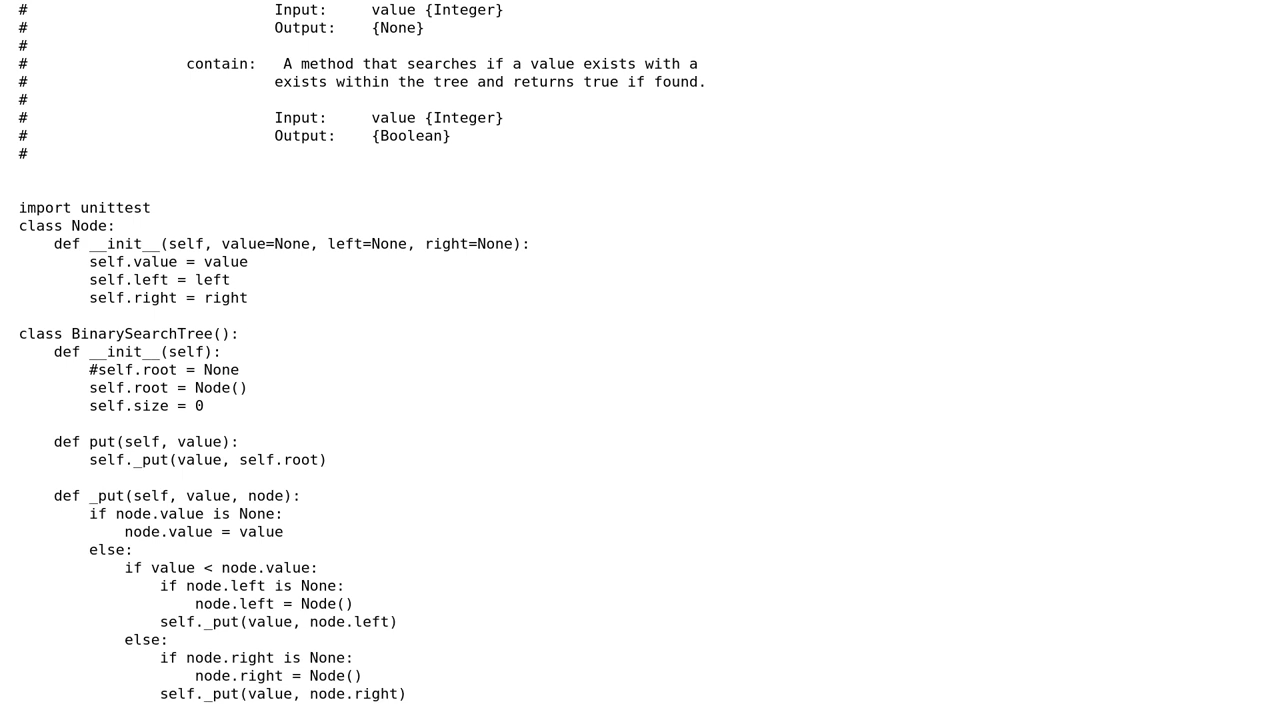 #                            Input:     value {Integer}
#                            Output:    {None}
#
#                  contain:   A method that searches if a value exists with a
#                            exists within the tree and returns true if found.
#
#                            Input:     value {Integer}
#                            Output:    {Boolean}
#
import unittest
class Node:
    def __init__(self, value=None, left=None, right=None):
        self.value = value
        self.left = left
        self.right = right
class BinarySearchTree():
    def __init__(self):
        #self.root = None
        self.root = Node()
        self.size = 0
    def put(self, value):
        self._put(value, self.root)
    def _put(self, value, node):
        if node.value is None:
            node.value = value
        else:
            if value < node.value:
                if node.left is None:
                    node.left = Node()
                self._put(value, node.left)
            else:
                if node.right is None:
                    node.right = Node()
                self._put(value, node.right)